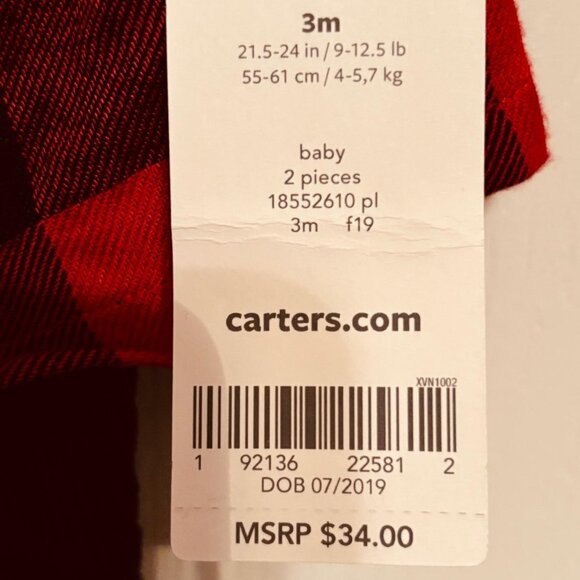 3m
21.5-24 in / 9-12.5 lb
55-61 cm / 4-5,7 kg
baby
2 pieces
18552610 pl
3m f19
carters.com
XVN1002
1 92136 22581 2
DOB 07/2019
MSRP $34.00